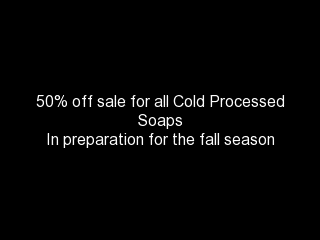 50% off sale for all Cold Processed
Soaps
In preparation for the fall season